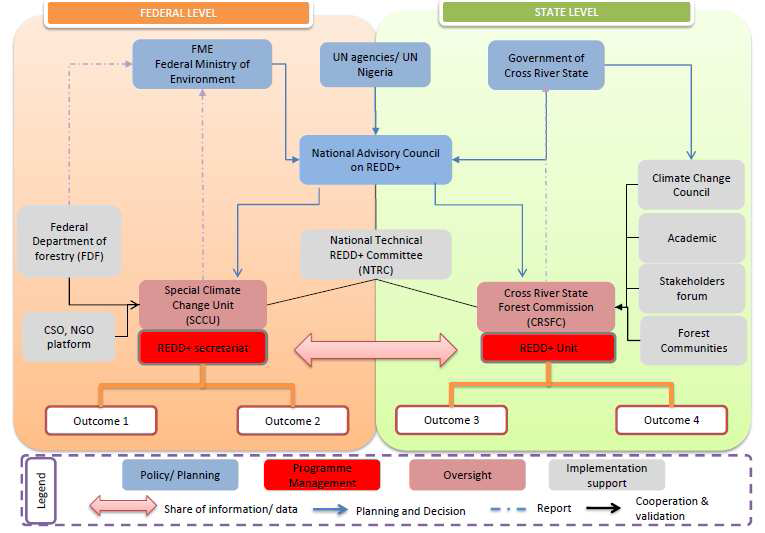 FEDERAL LEVEL
STATE LEVEL
FME
Federal Ministry of
Environment
UN agencies/ UN
Nigeria
Government of
Cross River State
National Advisory Council
on REDD+
Climate Change
Council
Federal
Department of
forestry (FDF)
National Technical
REDD+ Committee
(NTRC)
Academic
Special Climate
Change Unit
(SCCU)
Cross River State
Forest Commission
(CRSFC)
Stakeholders
forum
CSO, NGO
platform
REDD+ secretariat
REDD+ Unit
Forest
Communities
Outcome 1
Outcome 2
Outcome 3
Outcome 4
Legend
Policy/ Planning
Programme
Management
Oversight
Implementation
support
Share of information/ data
Planning and Decision
Report
Cooperation &
validation